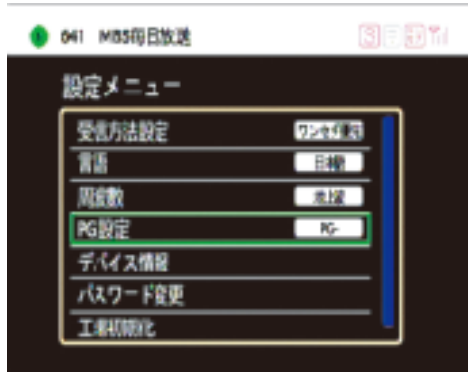 041 MBS毎日放送
設定メニュー
受信方法設定
言語 日本語
周波数
PG設定 PG-
デバイス情報
パスワード変更
工場初期化